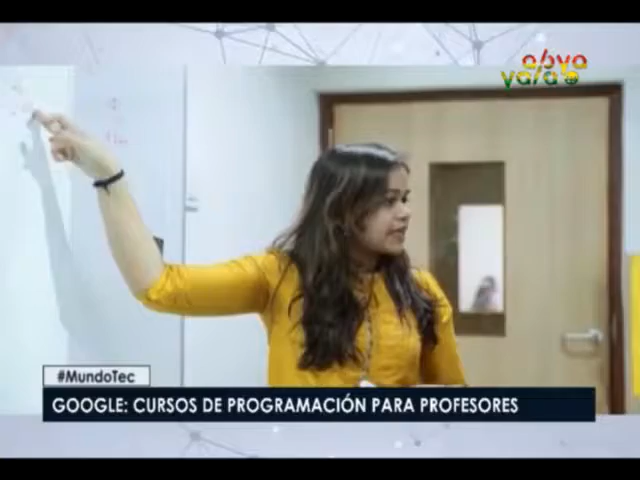 abya
yala
#MundoTec
GOOGLE: CURSOS DE PROGRAMACIÓN PARA PROFESORES